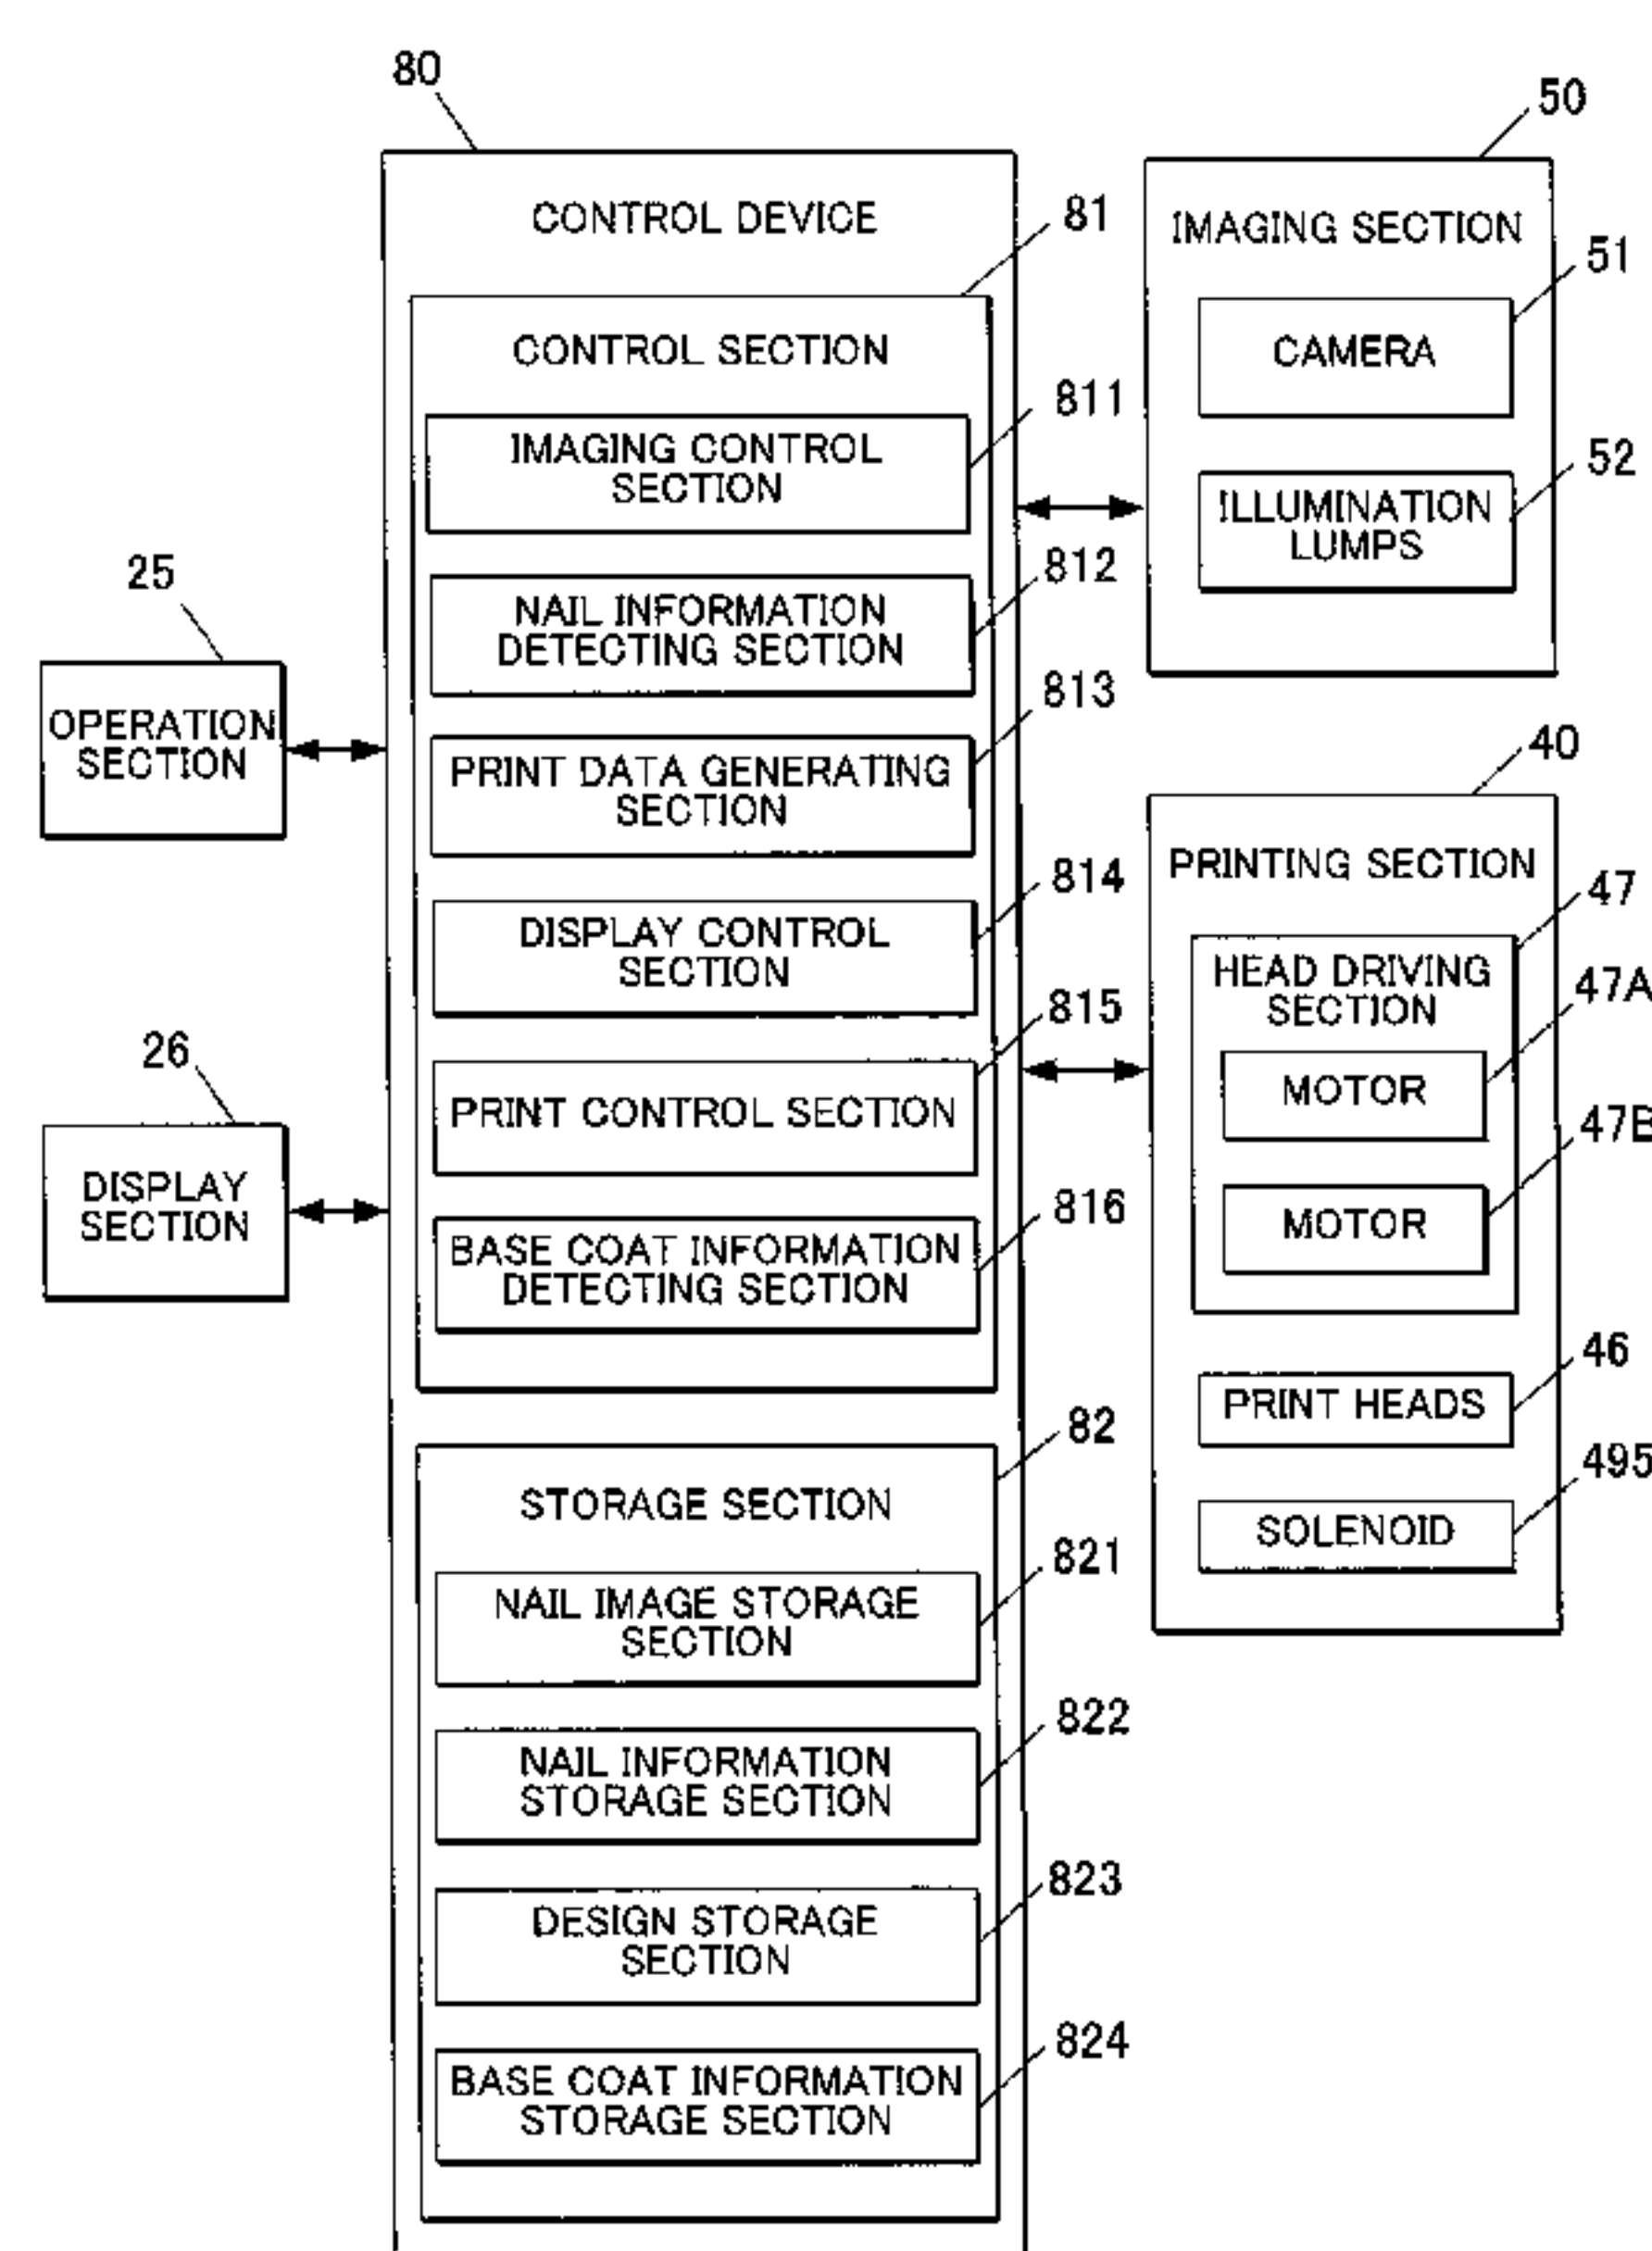 80
CONTROL DEVICE
81
CONTROL SECTION
811
IMAGING CONTROL
SECTION
812
NAIL INFORMATION
DETECTING SECTION
813
PRINT DATA GENERATING
SECTION
814
DISPLAY CONTROL
SECTION
815
PRINT CONTROL SECTION
816
BASE COAT INFORMATION
DETECTING SECTION
82
STORAGE SECTION
821
NAIL IMAGE STORAGE
SECTION
822
NAIL INFORMATION
STORAGE SECTION
823
DESIGN STORAGE
SECTION
824
BASE COAT INFORMATION
STORAGE SECTION
25
OPERATION
SECTION
26
DISPLAY
SECTION
50
IMAGING SECTION
51
CAMERA
52
ILLUMINATION
LUMPS
40
PRINTING SECTION
47
HEAD DRIVING
SECTION
47A
MOTOR
47B
MOTOR
46
PRINT HEADS
495
SOLENOID